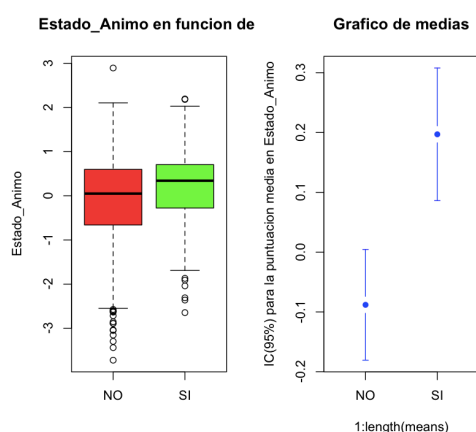 Estado_Animo en funcion de
Estado_Animo
3
2
1
0
-1
-2
-3
NO
SI
Grafico de medias
IC(95%) para la puntuacion media en Estado_Animo
0.3
0.2
0.1
0.0
-0.1
-0.2
NO
SI
1:length(means)